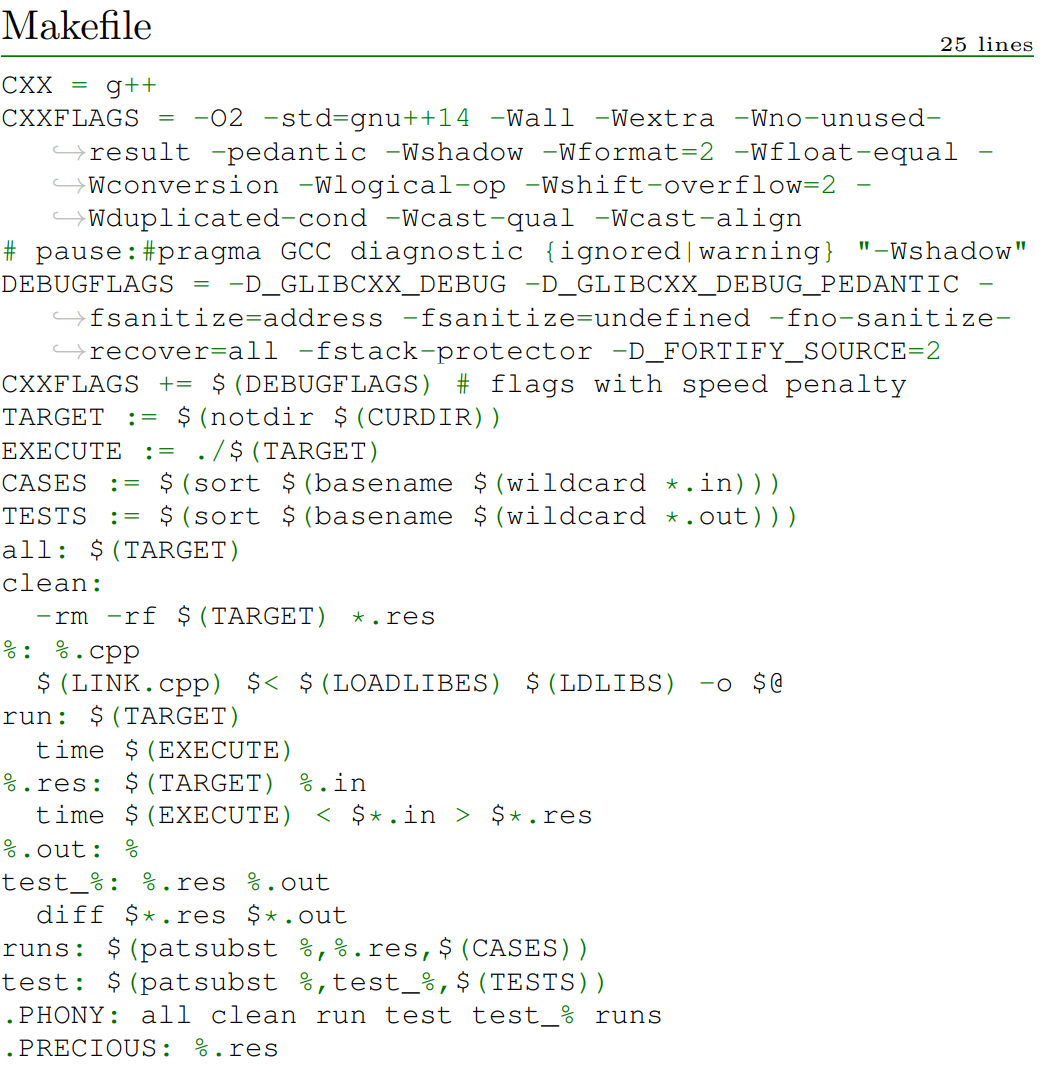 Makefile
25 lines
CXX = g++
CXXFLAGS = -O2 -std=gnu++14 -Wall -Wextra -Wno-unused-
↪result -pedantic -Wshadow -Wformat=2 -Wfloat-equal -
↪Wconversion -Wlogical-op -Wshift-overflow=2 -
↪Wduplicated-cond -Wcast-qual -Wcast-align
# pause:#pragma GCC diagnostic {ignored|warning} "-Wshadow"
DEBUGFLAGS = -D_GLIBCXX_DEBUG -D_GLIBCXX_DEBUG_PEDANTIC -
↪fsanitize=address -fsanitize=undefined -fno-sanitize-
↪recover=all -fstack-protector -D_FORTIFY_SOURCE=2
CXXFLAGS += $(DEBUGFLAGS) # flags with speed penalty
TARGET := $(notdir $(CURDIR))
EXECUTE := ./$(TARGET)
CASES := $(sort $(basename $(wildcard *.in)))
TESTS := $(sort $(basename $(wildcard *.out)))
all: $(TARGET)
clean:
  -rm -rf $(TARGET) *.res
%: %.cpp
  $(LINK.cpp) $< $(LOADLIBES) $(LDLIBS) -o $@
run: $(TARGET)
  time $(EXECUTE)
%.res: $(TARGET) %.in
  time $(EXECUTE) < $*.in > $*.res
%.out: %
test_%: %.res %.out
  diff $*.res $*.out
runs: $(patsubst %,%.res,$(CASES))
test: $(patsubst %,test_%,$(TESTS))
.PHONY: all clean run test test_% runs
.PRECIOUS: %.res